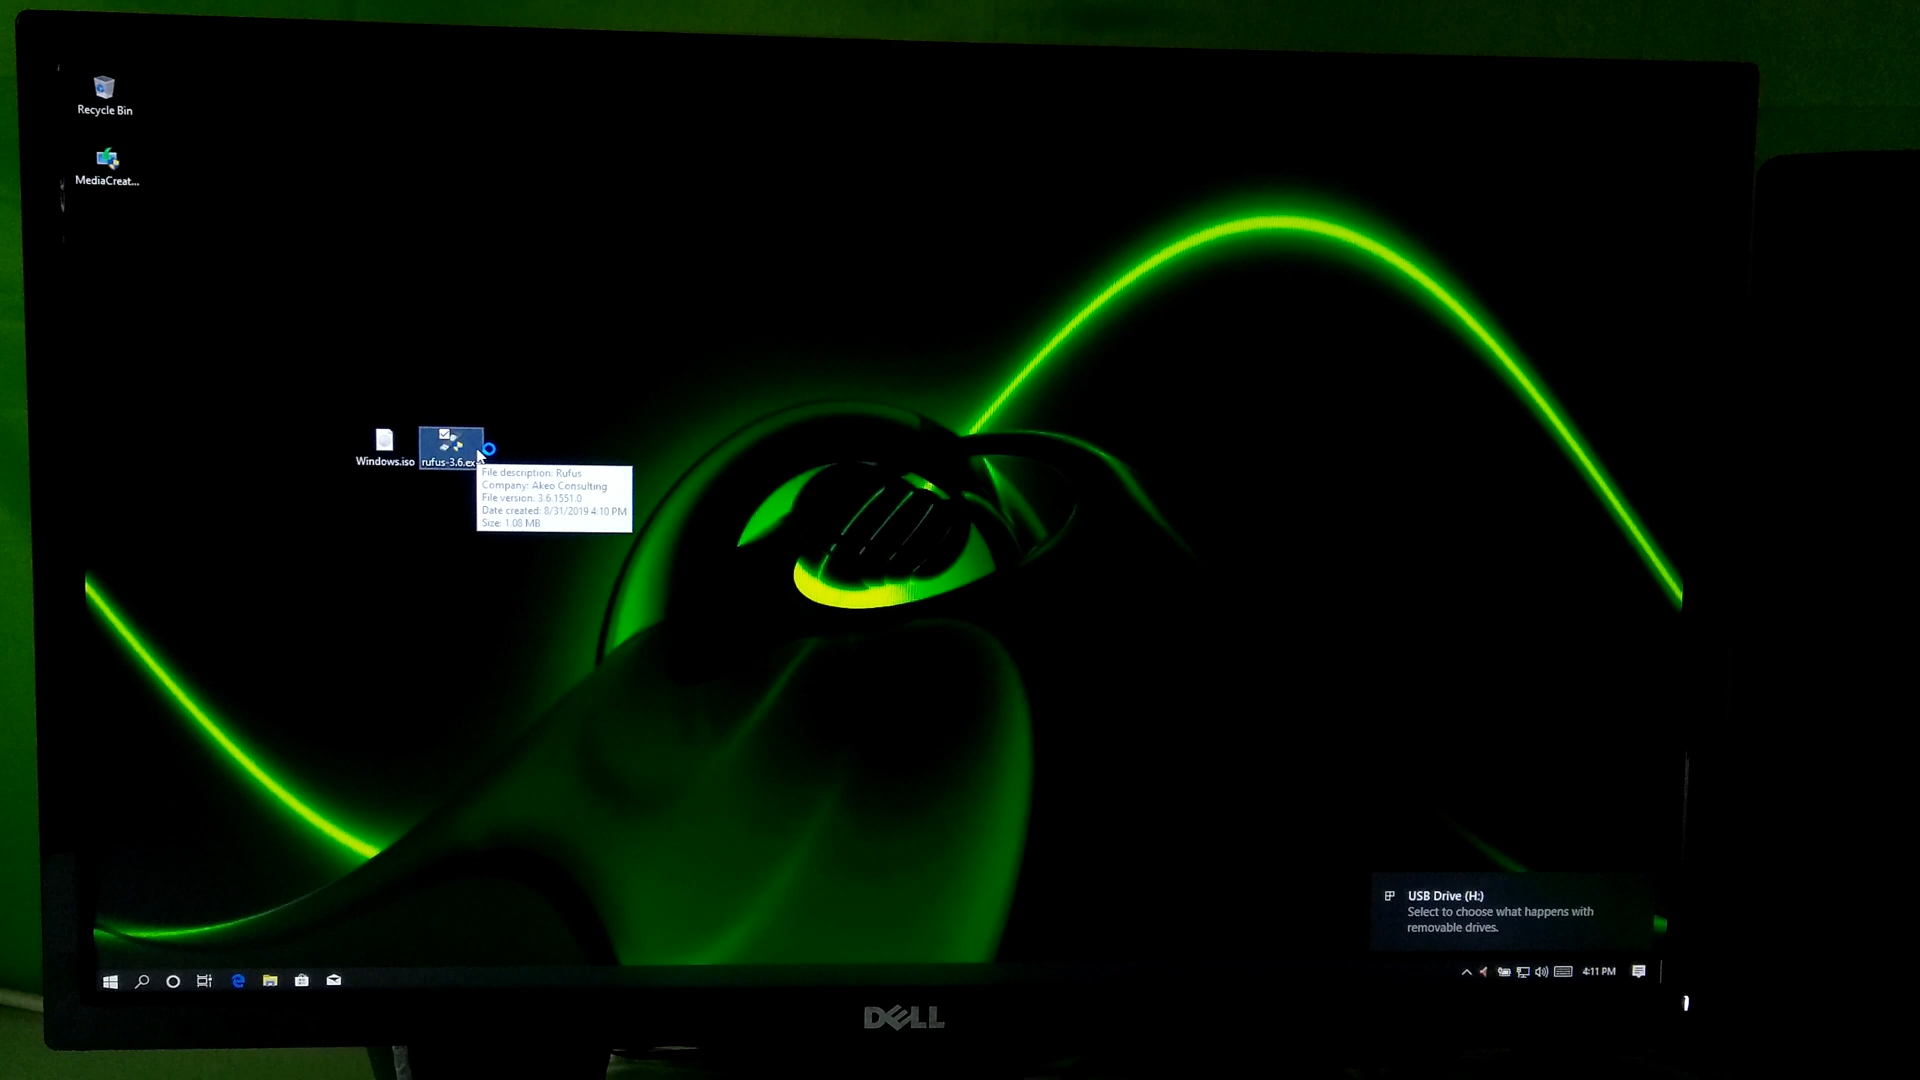 Recycle Bin
MediaCreat...
Windows.iso
rufus-3.6.ex
File description: Rufus
Company: Akeo Consulting
File version: 3.6.1551.0
Date created: 8/31/2019 4:10 PM
Size: 1.08 MB
USB Drive (H:)
Select to choose what happens with
removable drives.
4:11 PM
DELL